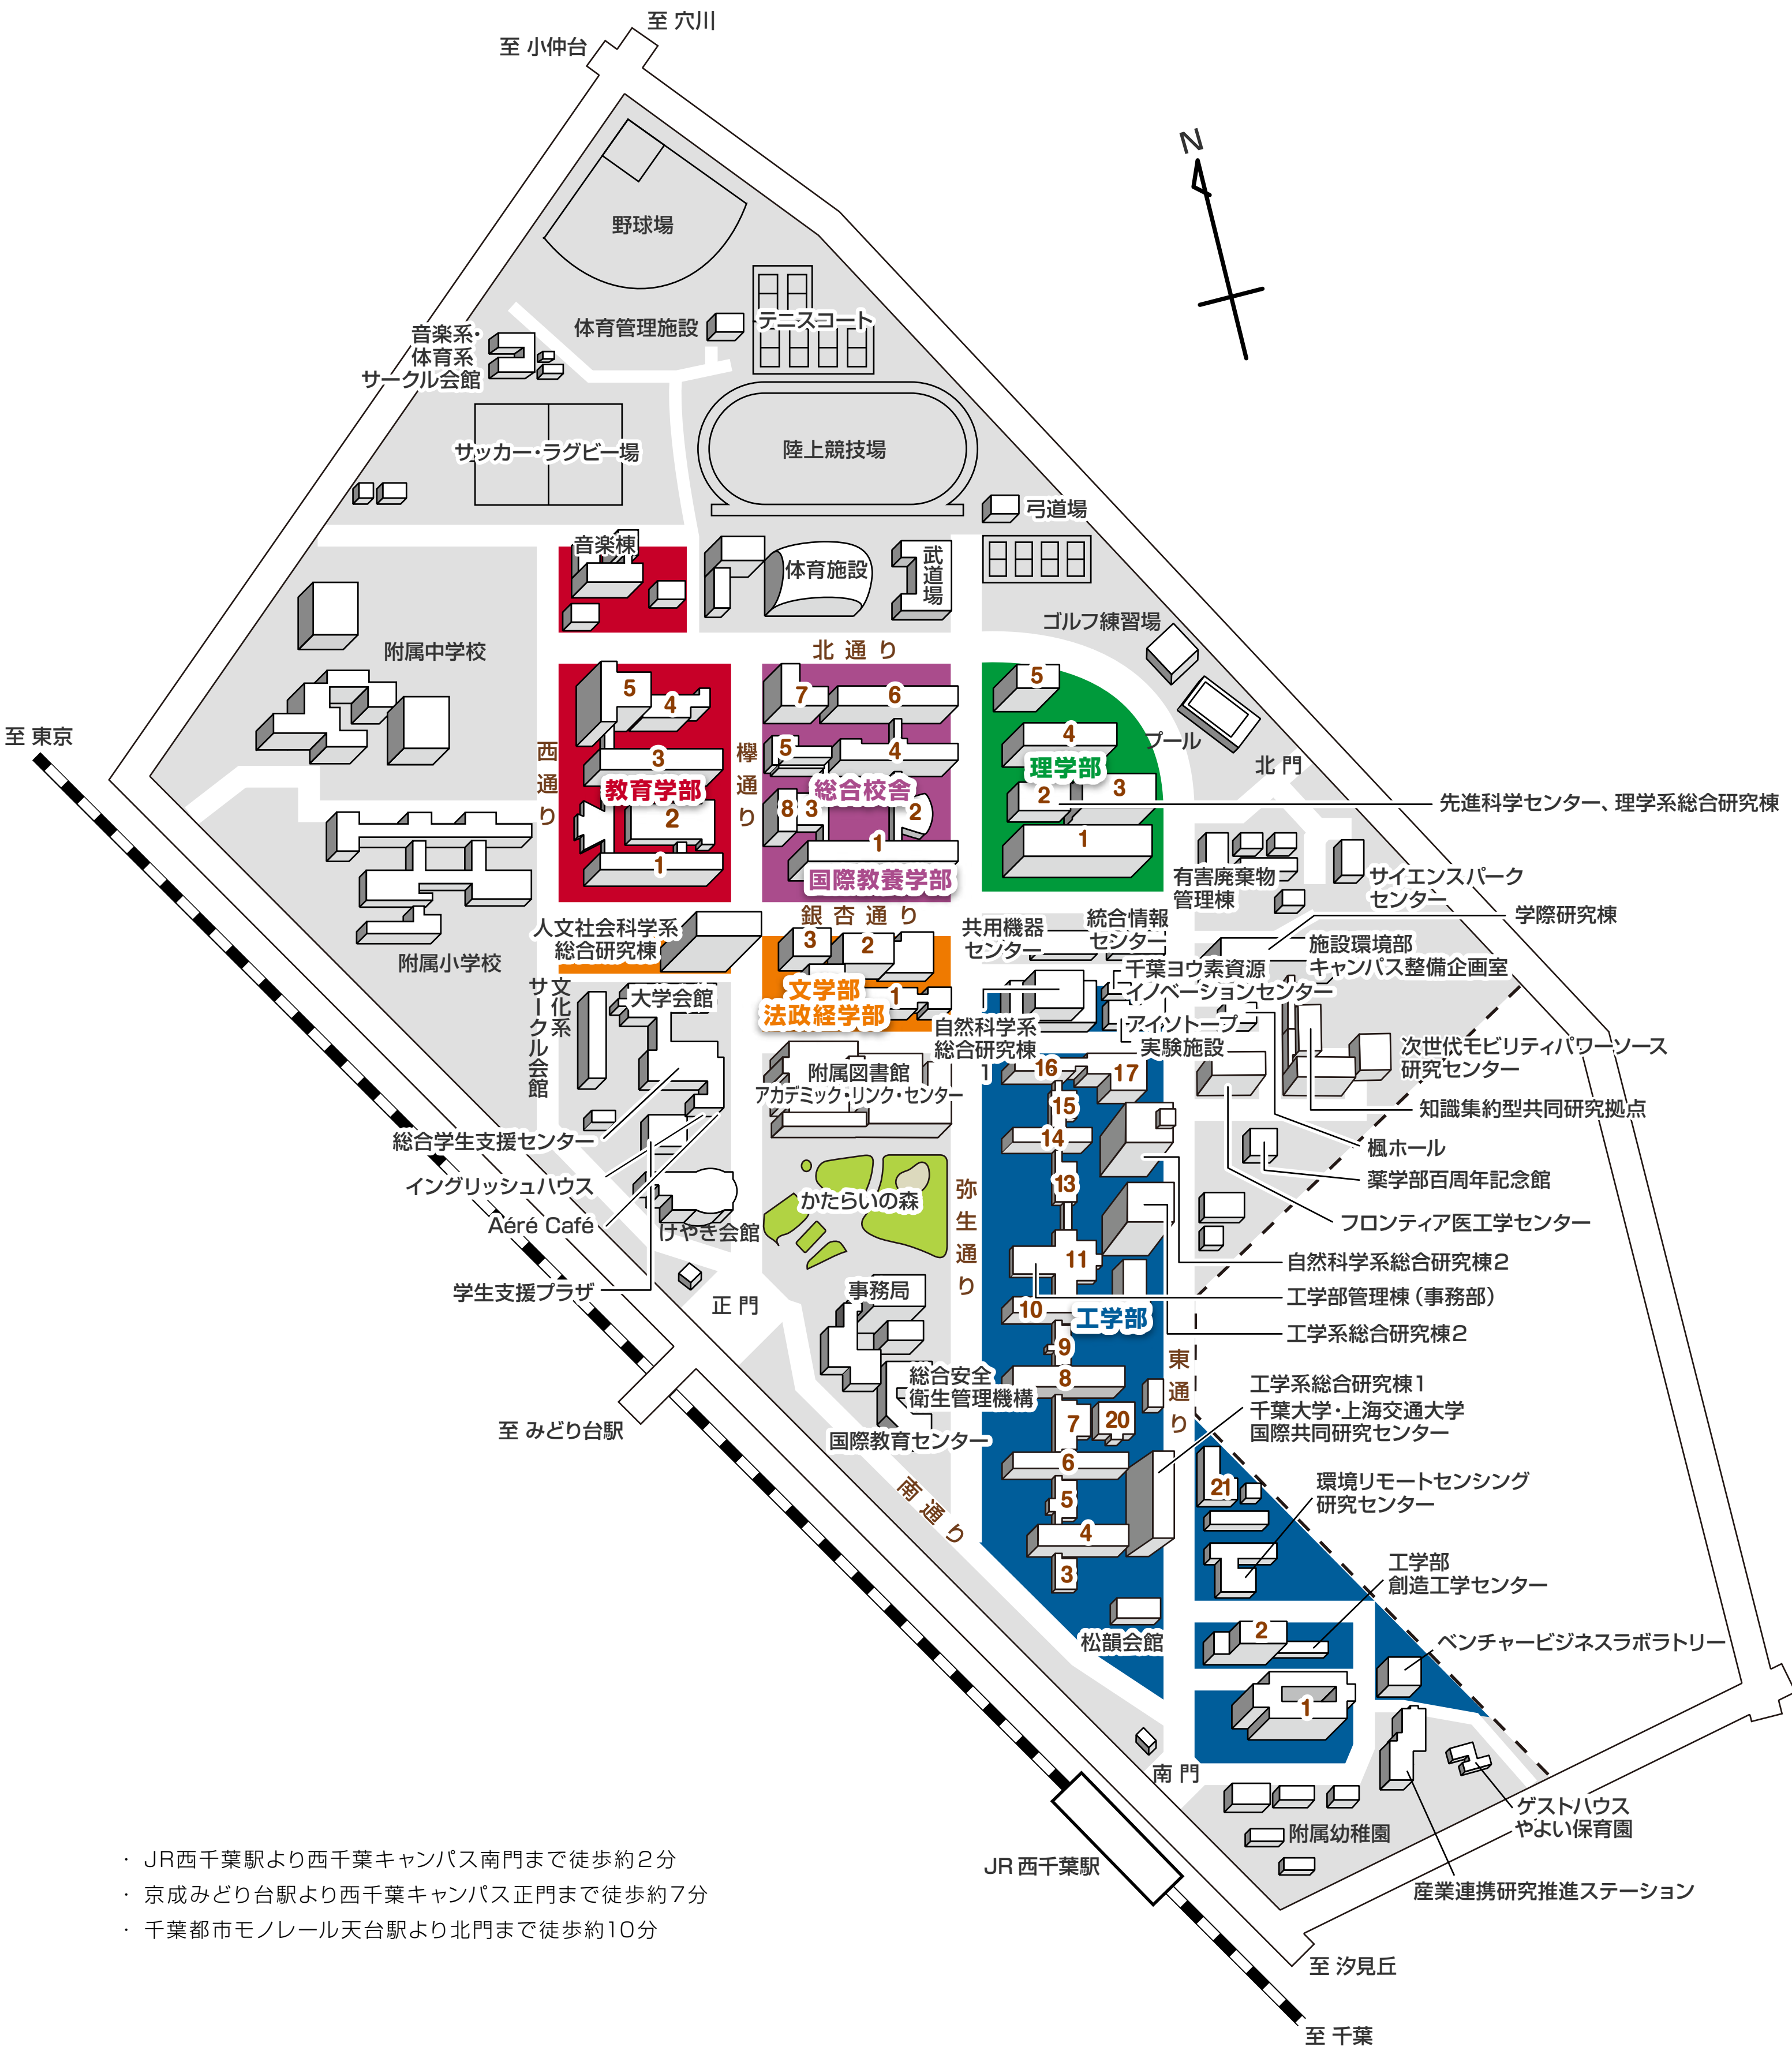 至 穴川
至 小仲台
N
野球場
体育管理施設
テニスコート
音楽系・
体育系
サークル会館
サッカー・ラグビー場
陸上競技場
弓道場
音楽棟
体育施設
武道場
ゴルフ練習場
附属中学校
北通り
5
4
3
教育学部
2
1
7
6
5
4
総合校舎
8
3
2
1
国際教養学部
5
4
理学部
2
3
1
プール
北門
至 東京
西通り
欅通り
先進科学センター、理学系総合研究棟
有害廃棄物
管理棟
サイエンスパーク
センター
学際研究棟
銀杏通り
人文社会科学系
総合研究棟
附属小学校
3
2
文学部
1
法政経学部
共用機器
センター
統合情報
センター
施設環境部
キャンパス整備企画室
千葉ヨウ素資源
イノベーションセンター
文化系
サークル会館
大学会館
自然科学系
総合研究棟
1
アイソトープ
実験施設
次世代モビリティパワーソース
研究センター
附属図書館
アカデミック・リンク・センター
16
17
15
14
13
11
10
工学部
9
8
7
20
6
5
4
3
知識集約型共同研究拠点
楓ホール
薬学部百周年記念館
フロンティア医工学センター
自然科学系総合研究棟2
工学部管理棟（事務部）
工学系総合研究棟2
総合学生支援センター
イングリッシュハウス
Aéré Café
けやき会館
学生支援プラザ
かたらいの森
弥生通り
正門
事務局
総合安全
衛生管理機構
国際教育センター
至 みどり台駅
南通り
東通り
工学系総合研究棟1
千葉大学・上海交通大学
国際共同研究センター
21
環境リモートセンシング
研究センター
工学部
創造工学センター
松韻会館
2
ベンチャービジネスラボラトリー
1
南門
附属幼稚園
ゲストハウス
やよい保育園
産業連携研究推進ステーション
JR 西千葉駅
至 汐見丘
至 千葉
・ JR西千葉駅より西千葉キャンパス南門まで徒歩約2分
・ 京成みどり台駅より西千葉キャンパス正門まで徒歩約7分
・ 千葉都市モノレール天台駅より北門まで徒歩約10分